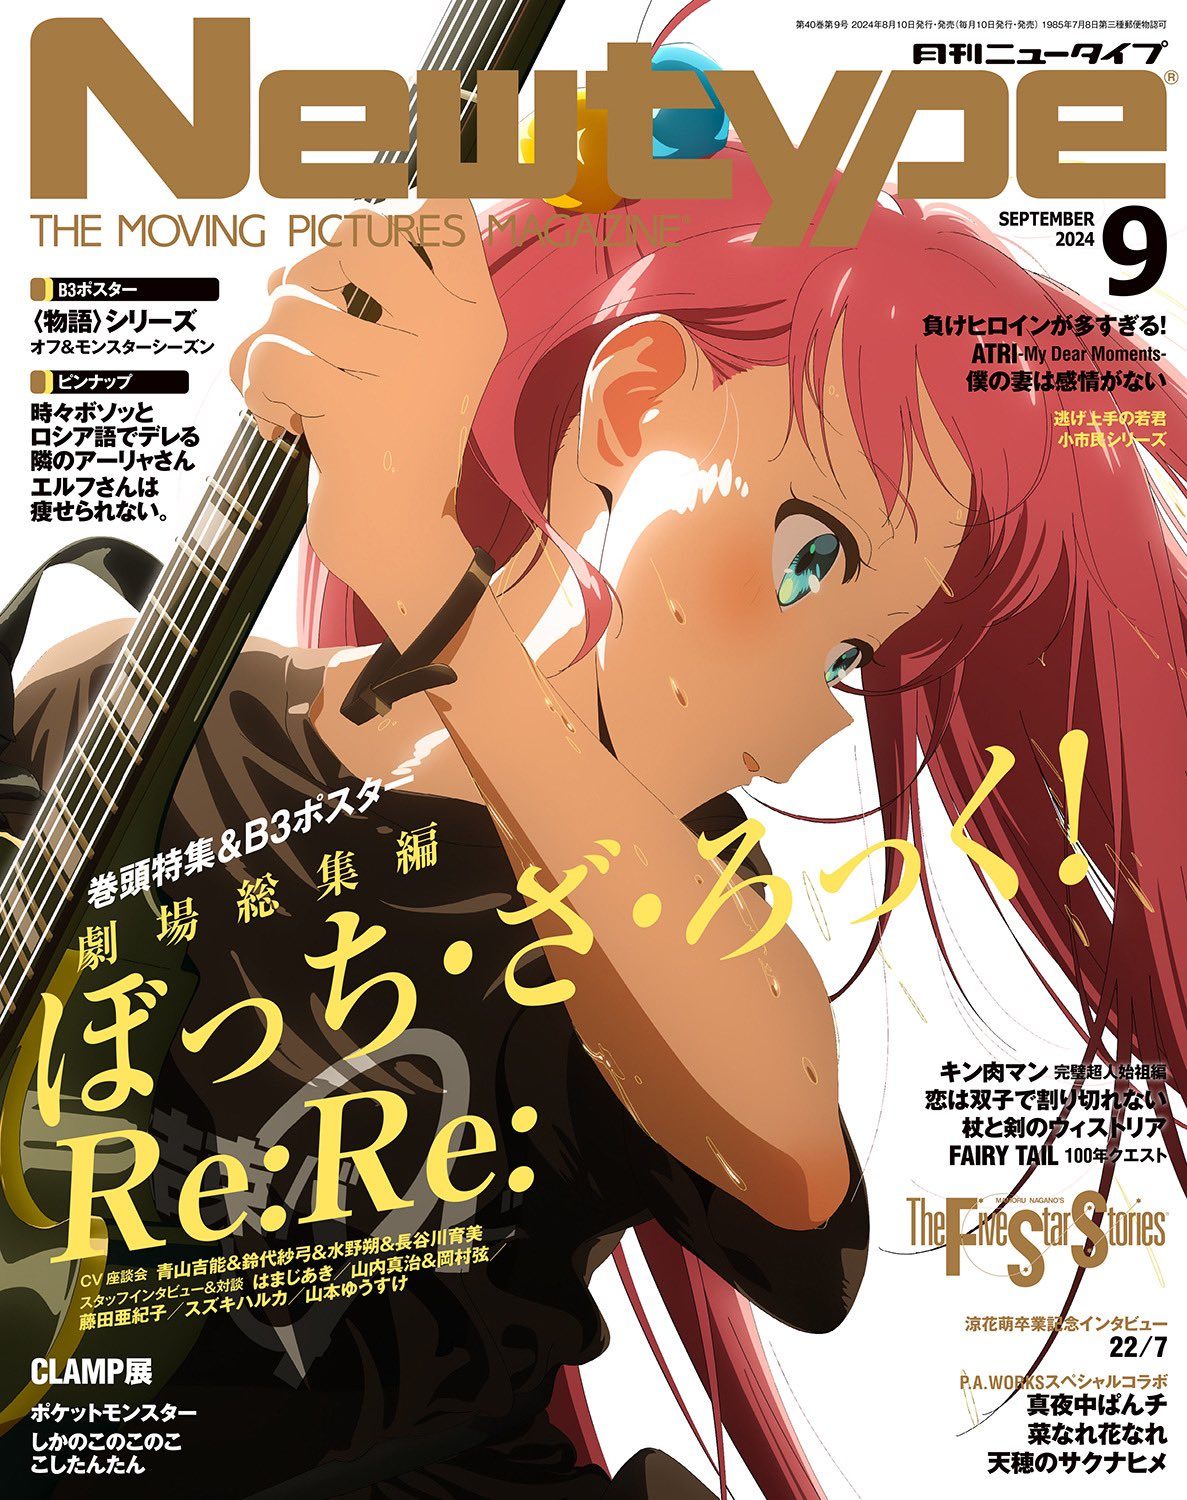 第40巻第9号 2024年8月10日発行・発売(毎月10日発行・発売) 1985年7月8日第三種郵便物認可
月刊ニュータイプ
Newtype®
THE MOVING PICTURES MAGAZINE®
SEPTEMBER
2024
9
B3ポスター
〈物語〉シリーズ
オフ&モンスターシーズン
ピンナップ
時々ボソッと
ロシア語でデレる
隣のアーリャさん
エルフさんは
痩せられない。
負けヒロインが多すぎる!
ATRI-My Dear Moments-
僕の妻は感情がない
逃げ上手の若君
小市民シリーズ
巻頭特集&B3ポスター
劇場総集編
ぼっち・ざ・ろっく!
Re:Re:
CV座談会 青山吉能&鈴代紗弓&水野朔&長谷川育美
スタッフインタビュー&対談 はまじあき/山内真治&岡村弦/
藤田亜紀子/スズキハルカ/山本ゆうすけ
CLAMP展
ポケットモンスター
しかのこのこのこ
こしたんたん
キン肉マン 完璧超人始祖編
恋は双子で割り切れない
杖と剣のウィストリア
FAIRY TAIL 100年クエスト
MAMORU NAGANO'S
The Five Star Stories
涼花萌卒業記念インタビュー
22/7
P.A.WORKSスペシャルコラボ
真夜中ぱんチ
菜なれ花なれ
天穂のサクナヒメ